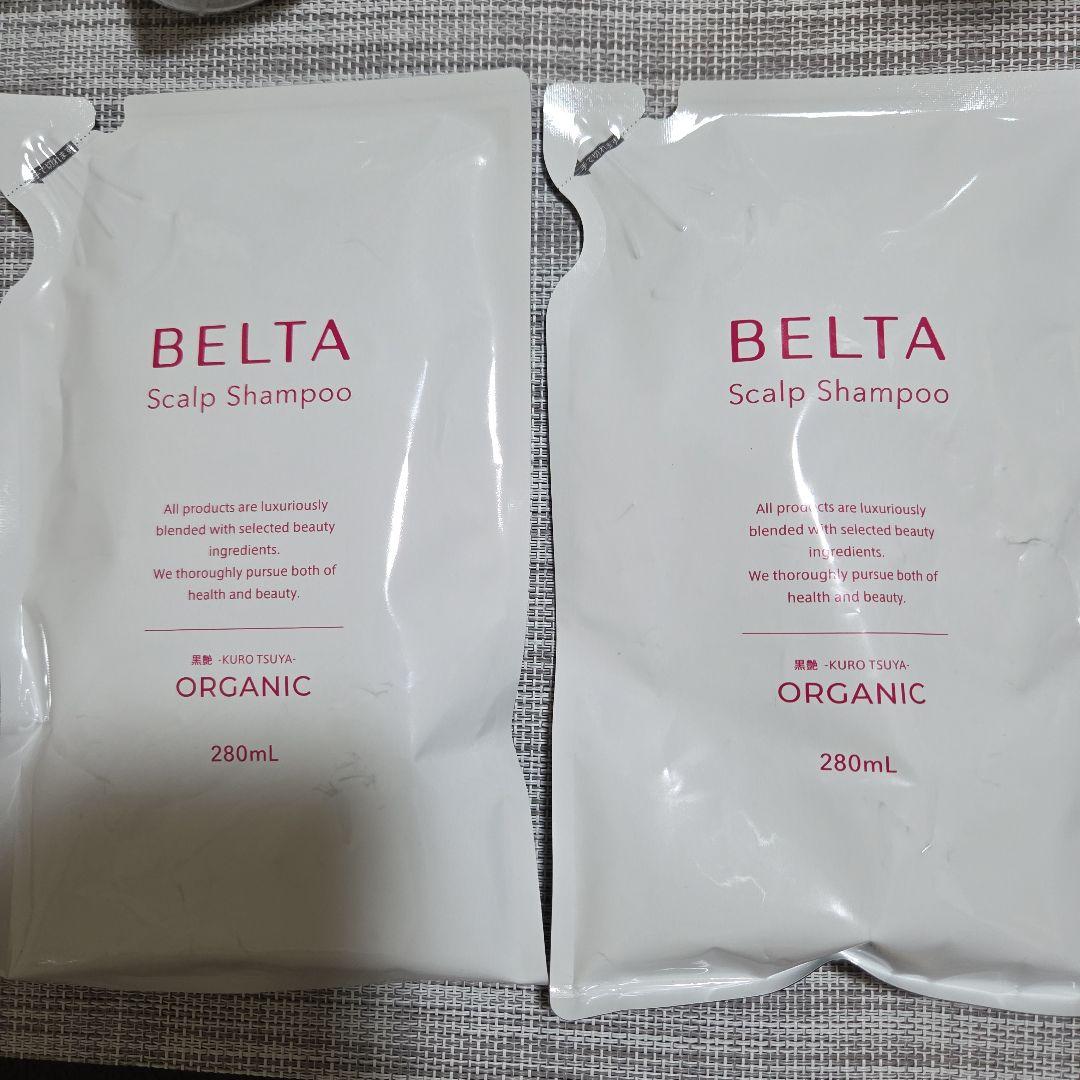 BELTA
Scalp Shampoo
All products are luxuriously
blended with selected beauty
ingredients.
We thoroughly pursue both of
health and beauty.
黒艶 -KURO TSUYA-
ORGANIC
280mL
BELTA
Scalp Shampoo
All products are luxuriously
blended with selected beauty
ingredients.
We thoroughly pursue both of
health and beauty.
黒艶 -KURO TSUYA-
ORGANIC
280mL